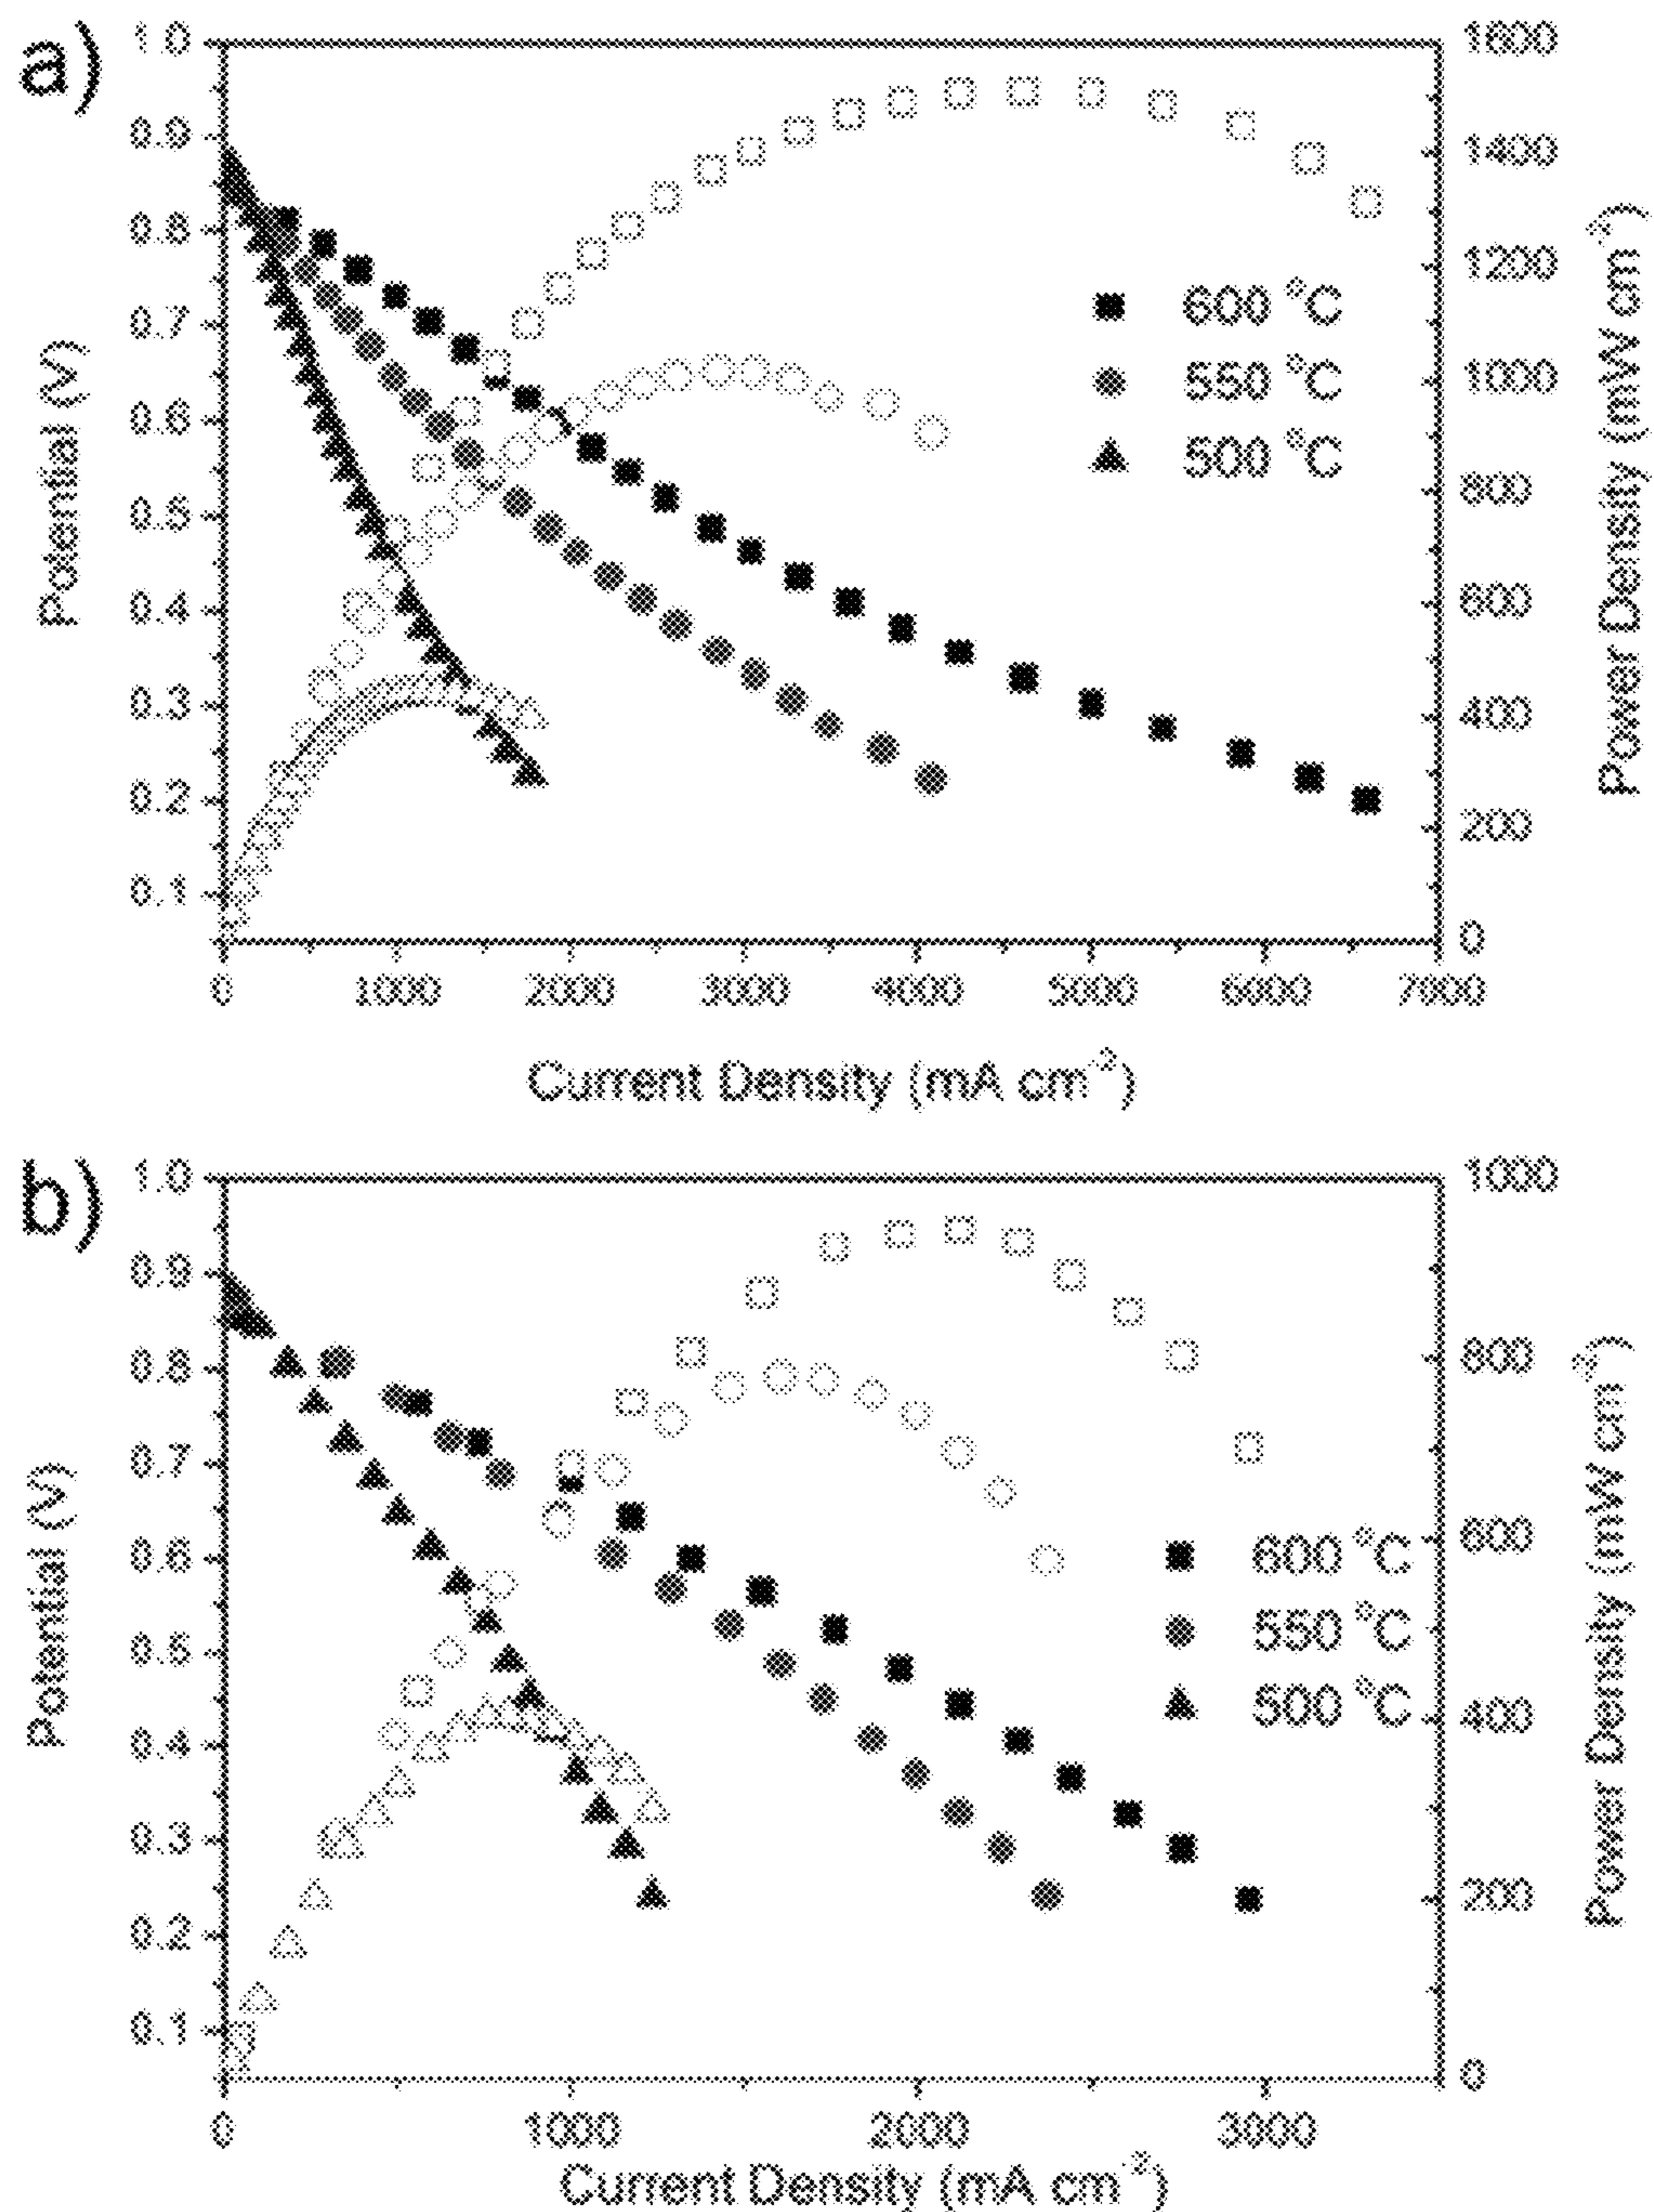 a)
1.0
0.9
0.8
0.7
0.6
0.5
0.4
0.3
0.2
0.1
Potential (V)
1600
1400
1200
1000
800
600
400
200
0
Power Density (mW cm-2)
600 °C
550 °C
500 °C
0 1000 2000 3000 4000 5000 6000 7000
Current Density (mA cm-2)
b)
1.0
0.9
0.8
0.7
0.6
0.5
0.4
0.3
0.2
0.1
Potential (V)
1000
800
600
400
200
0
Power Density (mW cm-2)
600 °C
550 °C
500 °C
0 1000 2000 3000
Current Density (mA cm-2)